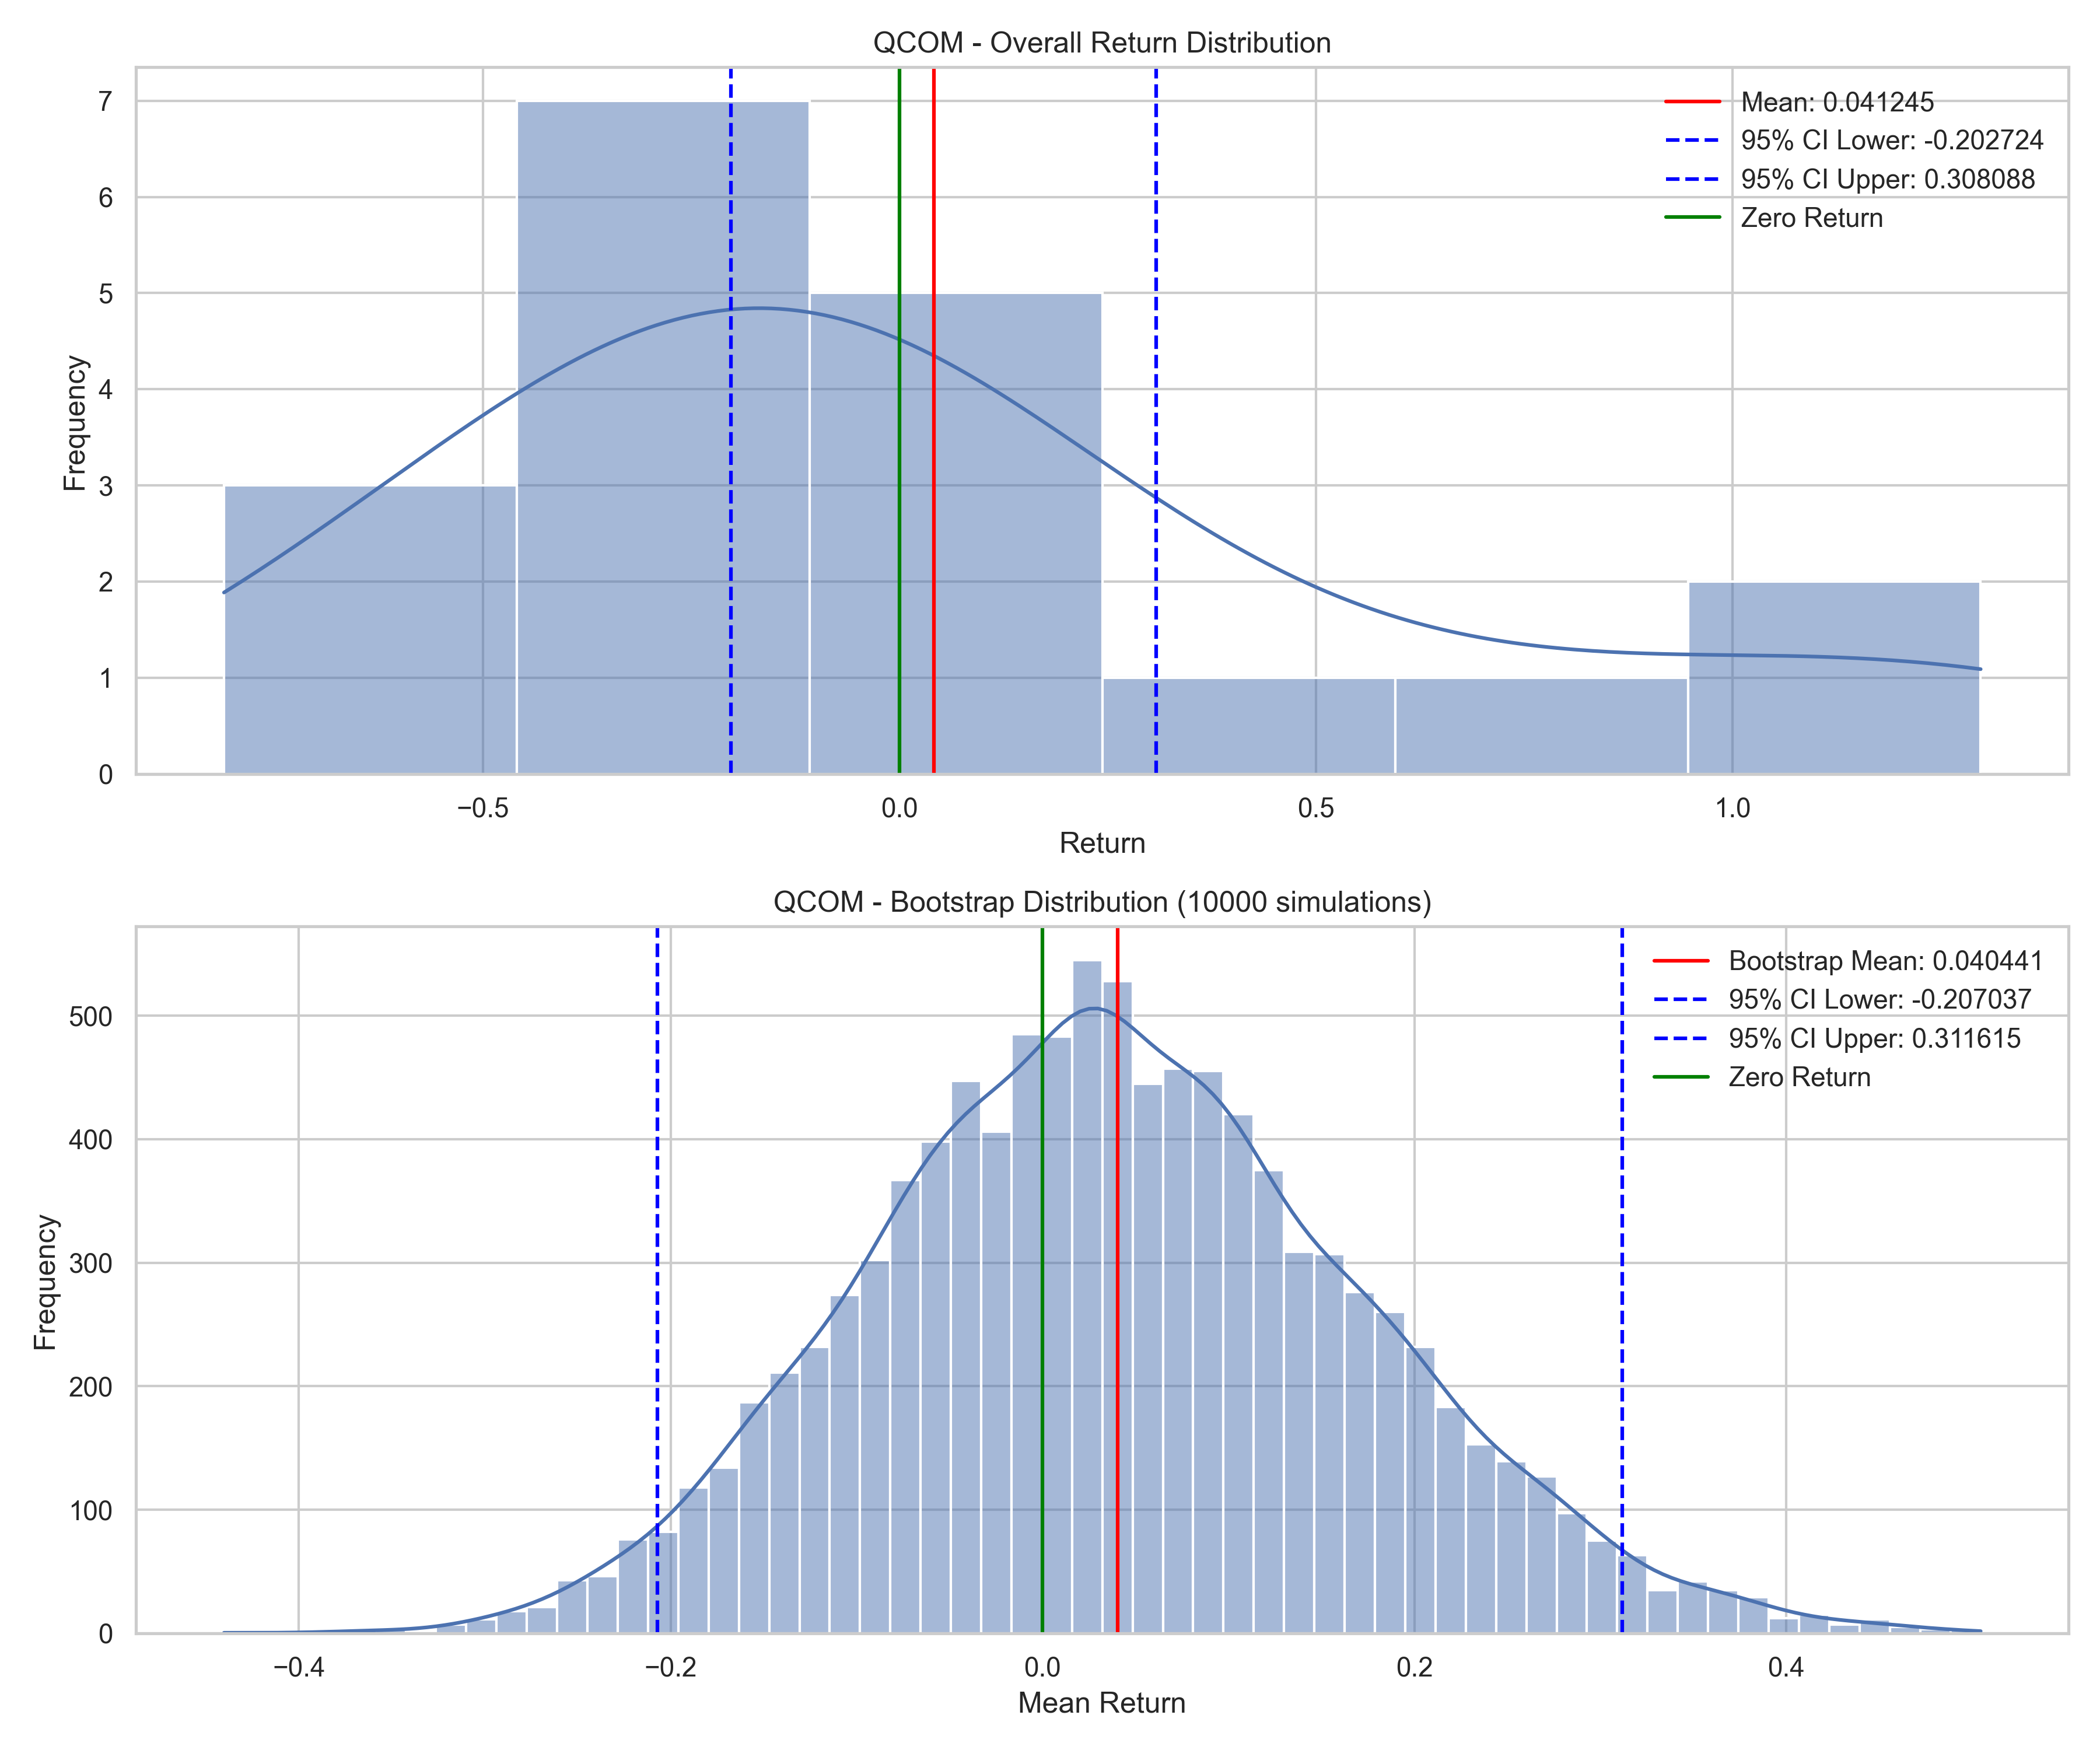 QCOM - Overall Return Distribution
Mean: 0.041245
95% CI Lower: -0.202724
95% CI Upper: 0.308088
Zero Return
Frequency
7
6
5
4
3
2
1
0
−0.5
0.0
0.5
1.0
Return
QCOM - Bootstrap Distribution (10000 simulations)
Bootstrap Mean: 0.040441
95% CI Lower: -0.207037
95% CI Upper: 0.311615
Zero Return
Frequency
500
400
300
200
100
0
−0.4
−0.2
0.0
0.2
0.4
Mean Return